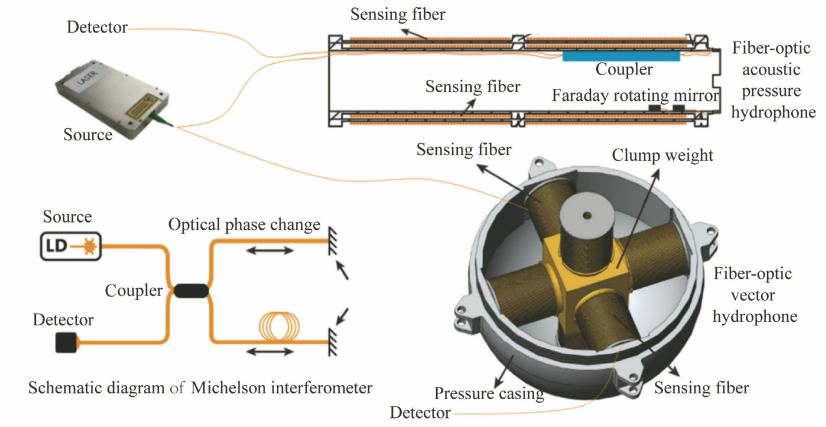 Sensing fiber
Detector
LASER
Source
Coupler
Sensing fiber
Faraday rotating mirror
Fiber-optic
acoustic
pressure
hydrophone
Sensing fiber
Clump weight
Source
Optical phase change
LD
Coupler
Detector
Schematic diagram of Michelson interferometer
Fiber-optic
vector
hydrophone
Pressure casing
Sensing fiber
Detector